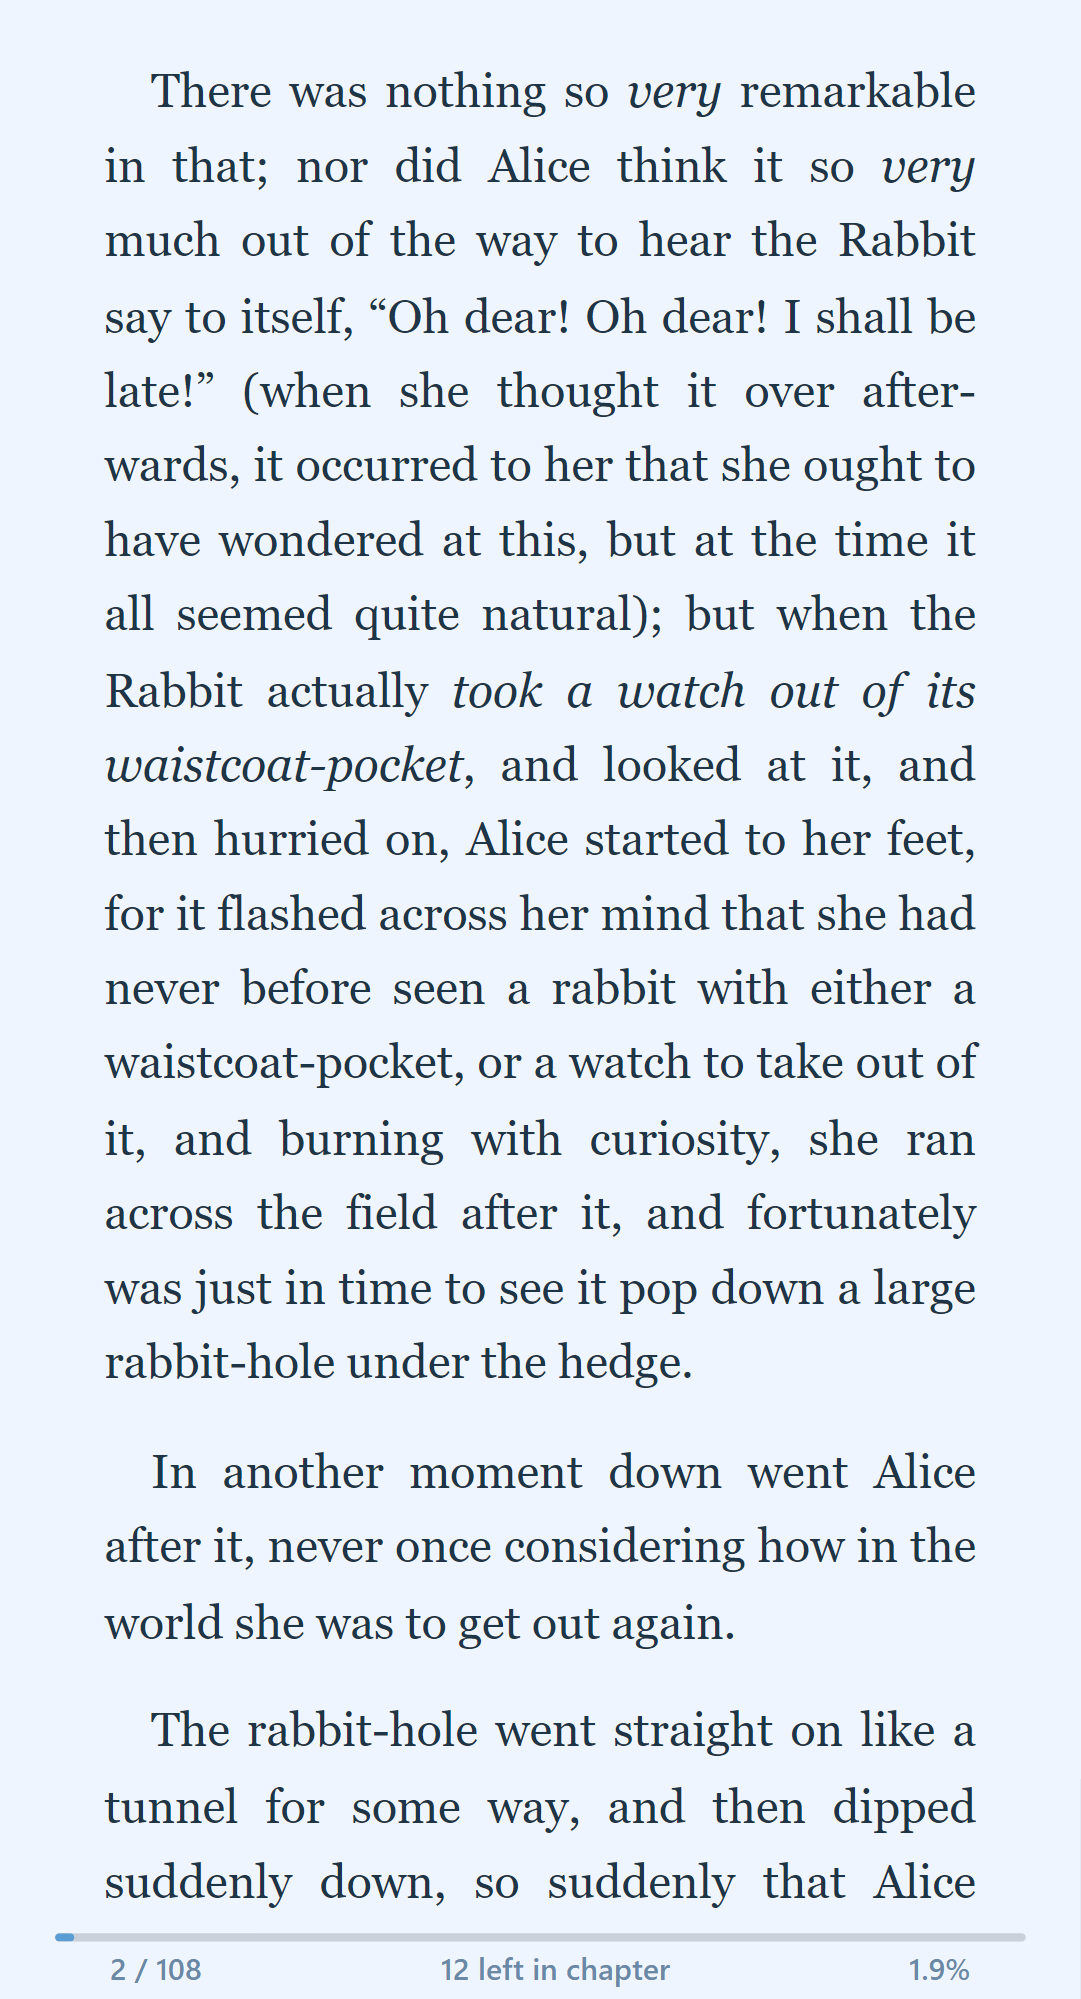 There was nothing so very remarkable
in that; nor did Alice think it so very
much out of the way to hear the Rabbit
say to itself, “Oh dear! Oh dear! I shall be
late!” (when she thought it over after-
wards, it occurred to her that she ought to
have wondered at this, but at the time it
all seemed quite natural); but when the
Rabbit actually took a watch out of its
waistcoat-pocket, and looked at it, and
then hurried on, Alice started to her feet,
for it flashed across her mind that she had
never before seen a rabbit with either a
waistcoat-pocket, or a watch to take out of
it, and burning with curiosity, she ran
across the field after it, and fortunately
was just in time to see it pop down a large
rabbit-hole under the hedge.
In another moment down went Alice
after it, never once considering how in the
world she was to get out again.
The rabbit-hole went straight on like a
tunnel for some way, and then dipped
suddenly down, so suddenly that Alice
2 / 108 12 left in chapter 1.9%